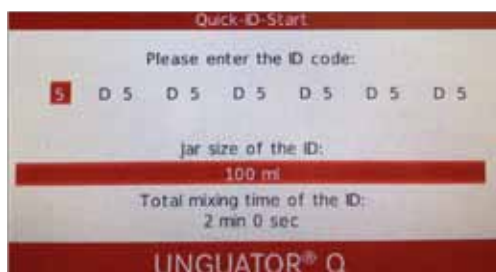 Quick-ID-Start
Please enter the ID code:
5 D 5 D 5 D 5 D 5 D 5 D 5
Jar size of the ID:
100 ml
Total mixing time of the ID:
2 min 0 sec
UNGUATOR® Q